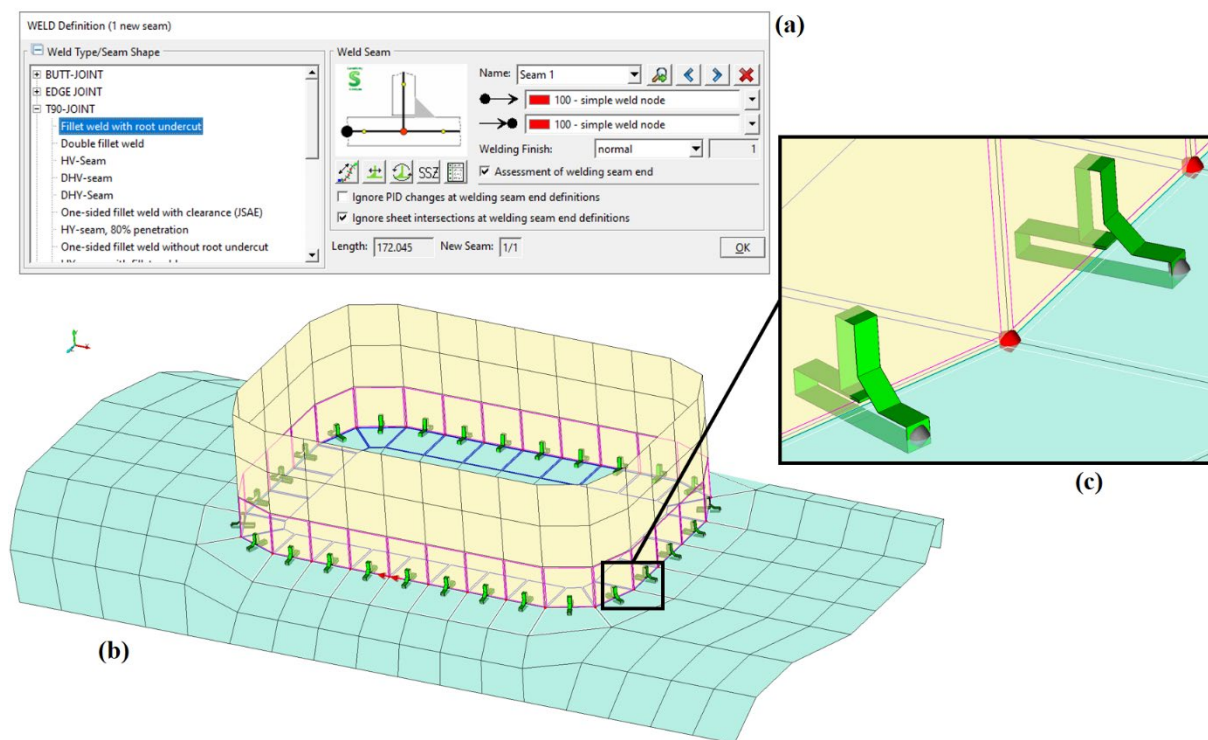 WELD Definition (1 new seam)
(a)
Weld Type/Seam Shape
BUTT-JOINT
EDGE JOINT
T90-JOINT
Fillet weld with root undercut
Double fillet weld
HV-Seam
DHV-seam
DHY-Seam
One-sided fillet weld with clearance (JSAE)
HY-seam, 80% penetration
One-sided fillet weld without root undercut
Weld Seam
S
Name: Seam 1
100 - simple weld node
100 - simple weld node
Welding Finish: normal 1
SSZ
Assessment of welding seam end
Ignore PID changes at welding seam end definitions
Ignore sheet intersections at welding seam end definitions
Length: 172.045 New Seam: 1/1 OK
(b)
(c)